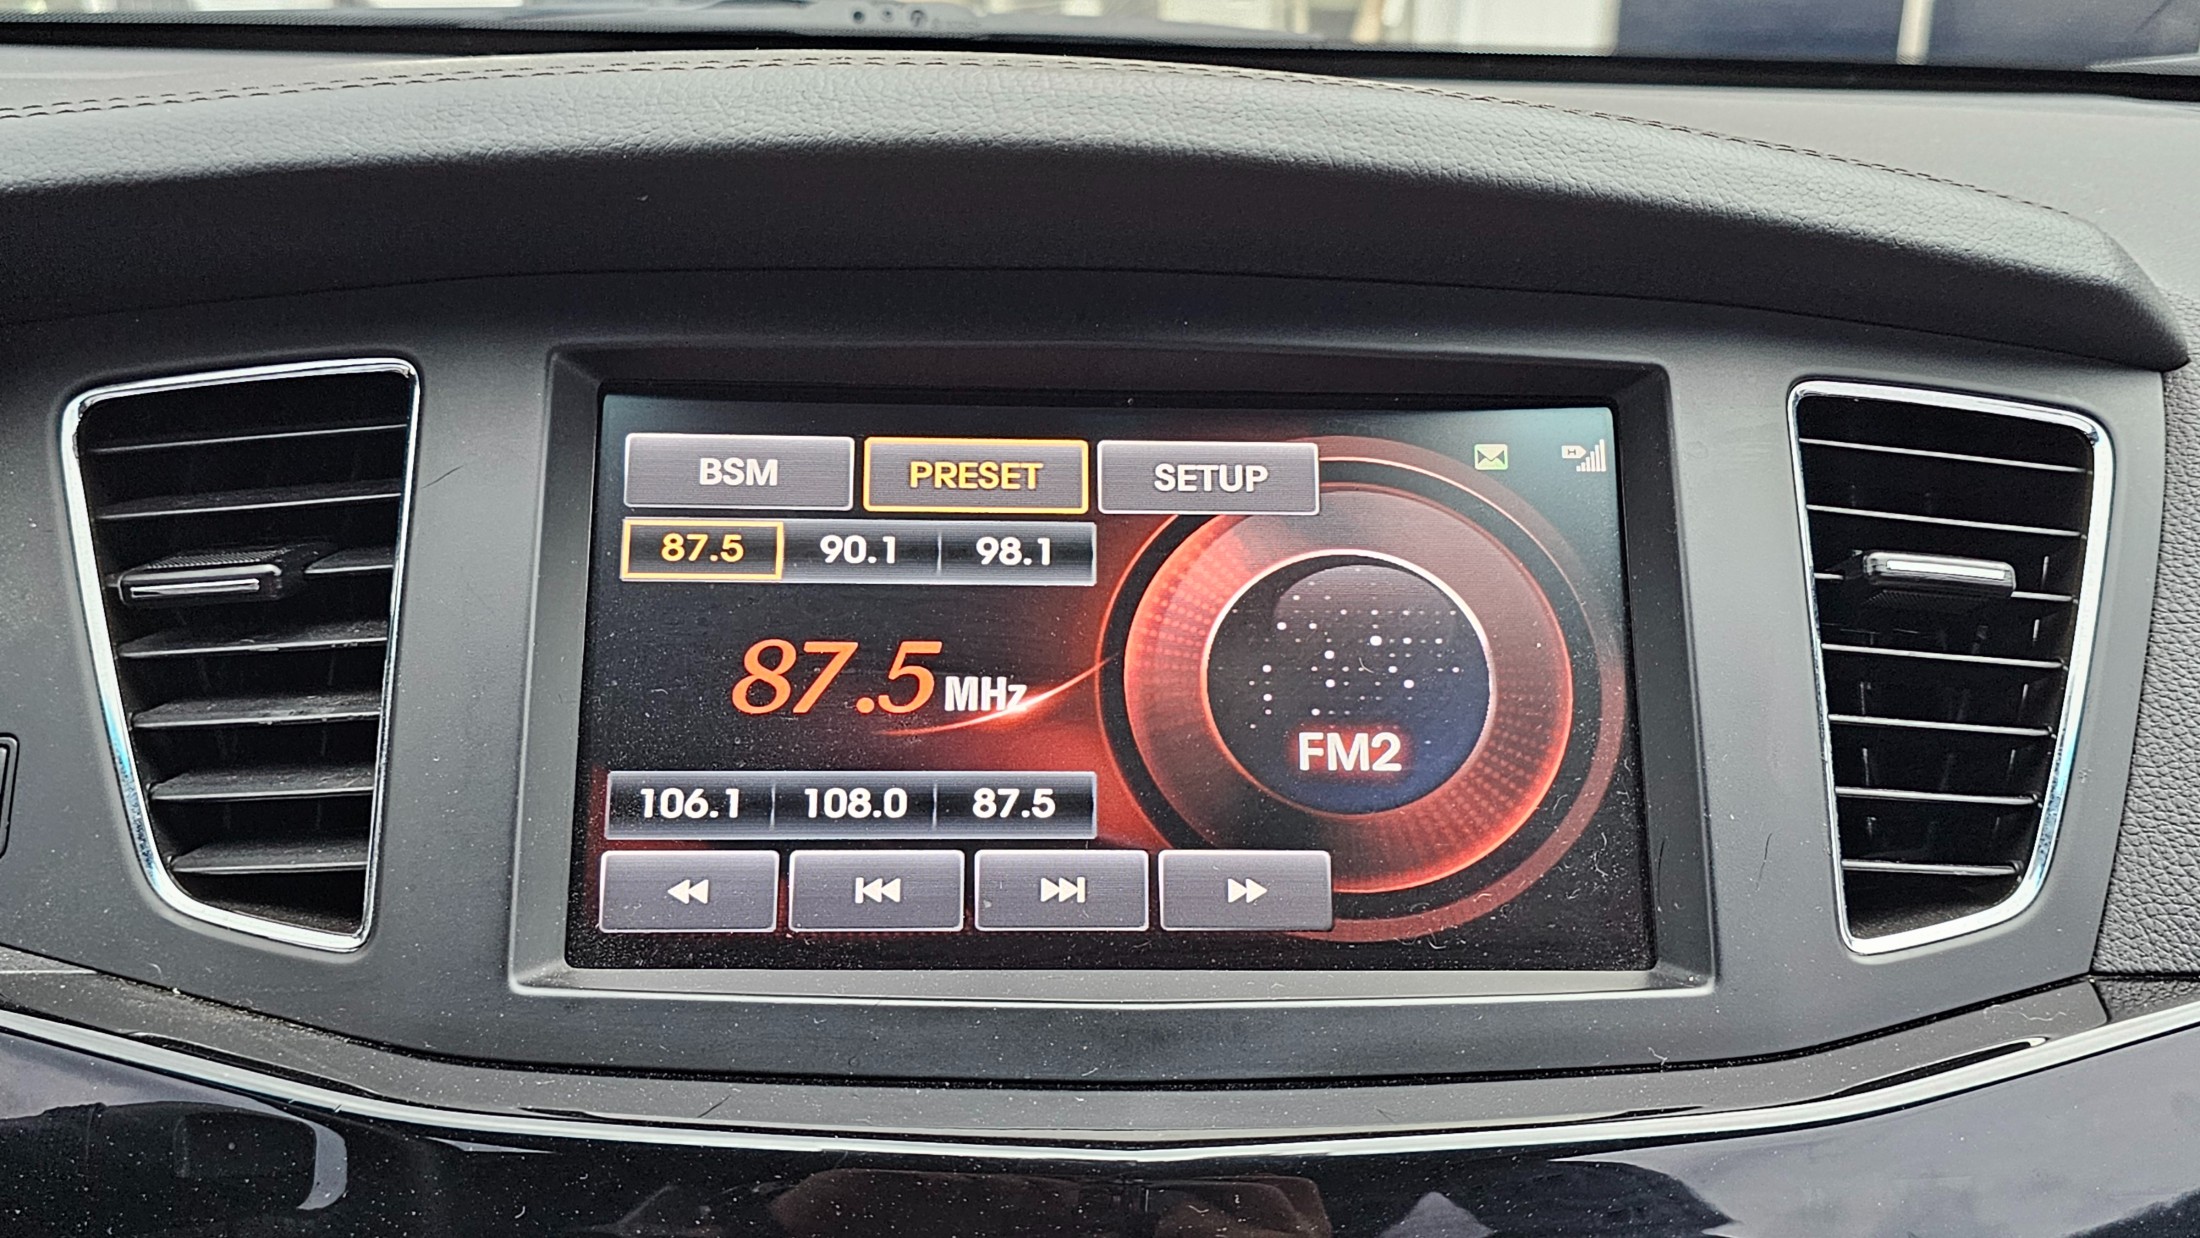 BSM PRESET SETUP
87.5 90.1 98.1
87.5 MHz
FM2
106.1 108.0 87.5